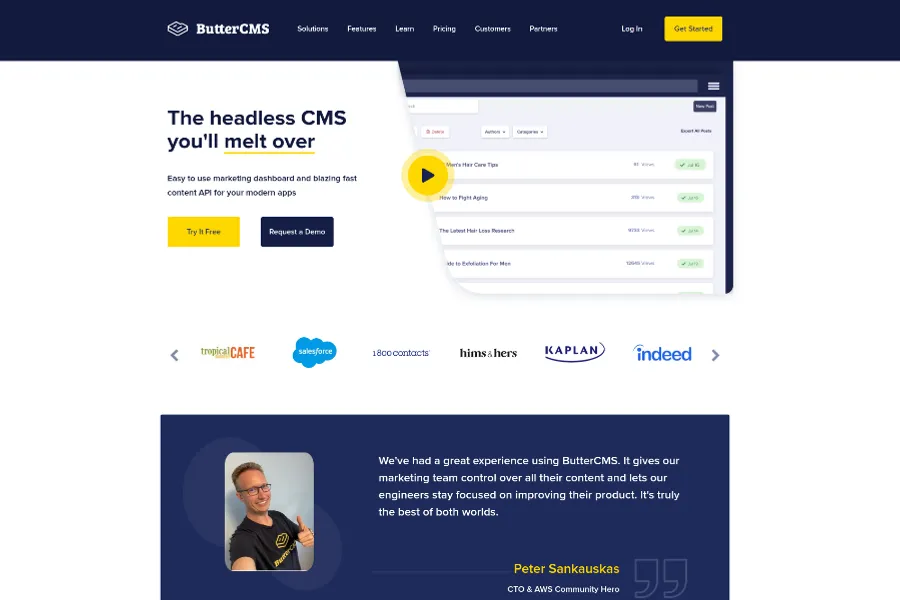 ButterCMS
Solutions
Features
Learn
Pricing
Customers
Partners
Log In
Get Started
The headless CMS
you'll melt over
Easy to use marketing dashboard and blazing fast
content API for your modern apps
Try It Free
Request a Demo
New Post
Delete
Authors
Categories
Export All Posts
Men's Hair Care Tips
Views
How to Fight Aging
Views
The Latest Hair Loss Research
Views
to Exfoliation For Men
Views
tropical CAFE
salesforce
1800 contacts
hims & hers
KAPLAN
indeed
We've had a great experience using ButterCMS. It gives our
marketing team control over all their content and lets our
engineers stay focused on improving their product. It's truly
the best of both worlds.
Peter Sankauskas
CTO & AWS Community Hero